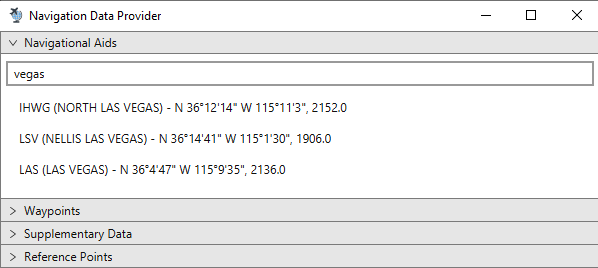 Navigation Data Provider
Navigational Aids
vegas
IHWG (NORTH LAS VEGAS) - N 36°12'14" W 115°11'3", 2152.0
LSV (NELLIS LAS VEGAS) - N 36°14'41" W 115°1'30", 1906.0
LAS (LAS VEGAS) - N 36°4'47" W 115°9'35", 2136.0
Waypoints
Supplementary Data
Reference Points